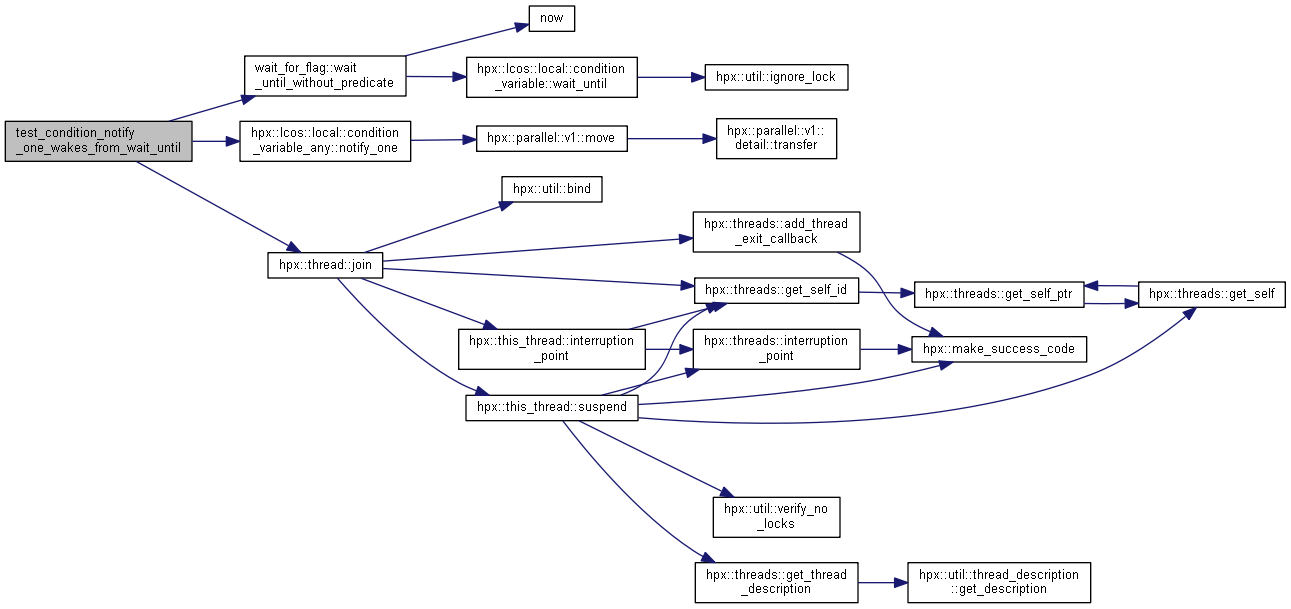 now
wait_for_flag::wait
_until_without_predicate
hpx::lcos::local::condition
_variable::wait_until
hpx::util::ignore_lock
test_condition_notify
_one_wakes_from_wait_until
hpx::lcos::local::condition
_variable_any::notify_one
hpx::parallel::v1::move
hpx::parallel::v1::
detail::transfer
hpx::util::bind
hpx::threads::add_thread
_exit_callback
hpx::thread::join
hpx::threads::get_self_id
hpx::threads::get_self_ptr
hpx::threads::get_self
hpx::this_thread::interruption
_point
hpx::threads::interruption
_point
hpx::make_success_code
hpx::this_thread::suspend
hpx::util::verify_no
_locks
hpx::threads::get_thread
_description
hpx::util::thread_description
::get_description